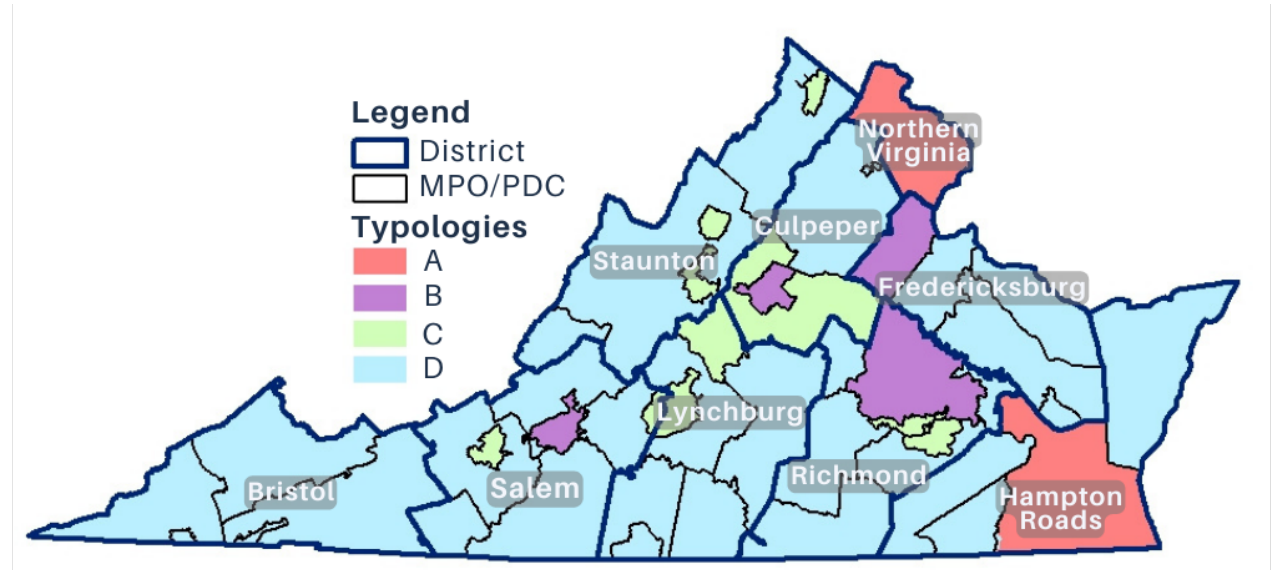 Legend
District
MPO/PDC
Typologies
A
B
C
D
Northern
Virginia
Culpeper
Staunton
Fredericksburg
Lynchburg
Richmond
Bristol
Salem
Hampton
Roads